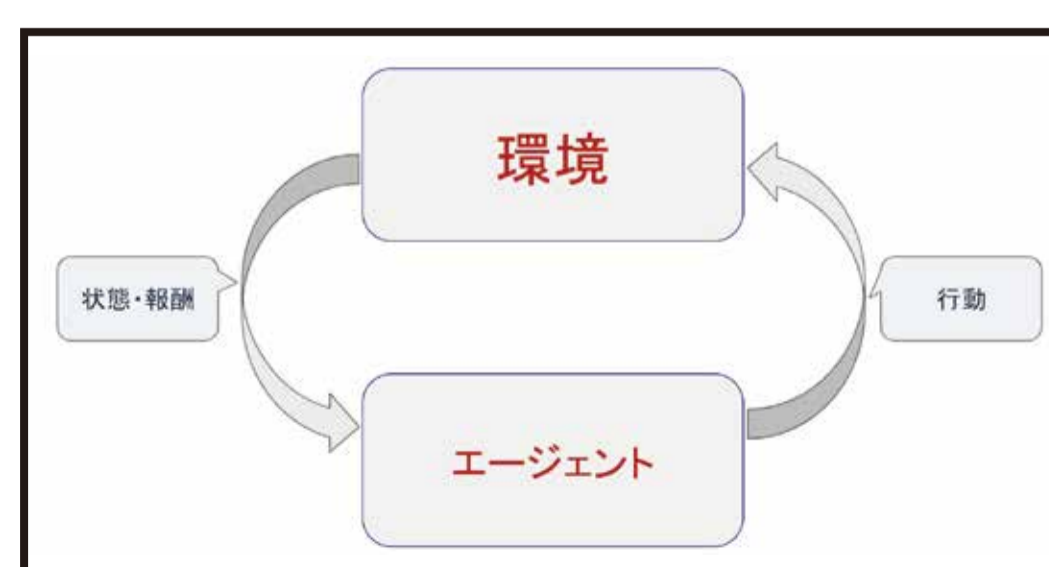 環境
状態・報酬
行動
エージェント